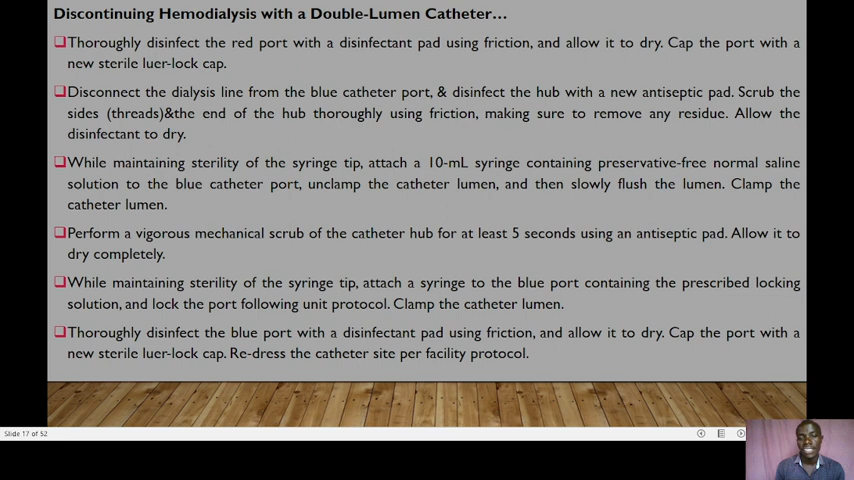 Discontinuing Hemodialysis with a Double-Lumen Catheter…
❑Thoroughly disinfect the red port with a disinfectant pad using friction, and allow it to dry. Cap the port with a
new sterile luer-lock cap.
❑Disconnect the dialysis line from the blue catheter port, & disinfect the hub with a new antiseptic pad. Scrub the
sides (threads)&the end of the hub thoroughly using friction, making sure to remove any residue. Allow the
disinfectant to dry.
❑While maintaining sterility of the syringe tip, attach a 10-mL syringe containing preservative-free normal saline
solution to the blue catheter port, unclamp the catheter lumen, and then slowly flush the lumen. Clamp the
catheter lumen.
❑Perform a vigorous mechanical scrub of the catheter hub for at least 5 seconds using an antiseptic pad. Allow it to
dry completely.
❑While maintaining sterility of the syringe tip, attach a syringe to the blue port containing the prescribed locking
solution, and lock the port following unit protocol. Clamp the catheter lumen.
❑Thoroughly disinfect the blue port with a disinfectant pad using friction, and allow it to dry. Cap the port with a
new sterile luer-lock cap. Re-dress the catheter site per facility protocol.
Slide 17 of 52